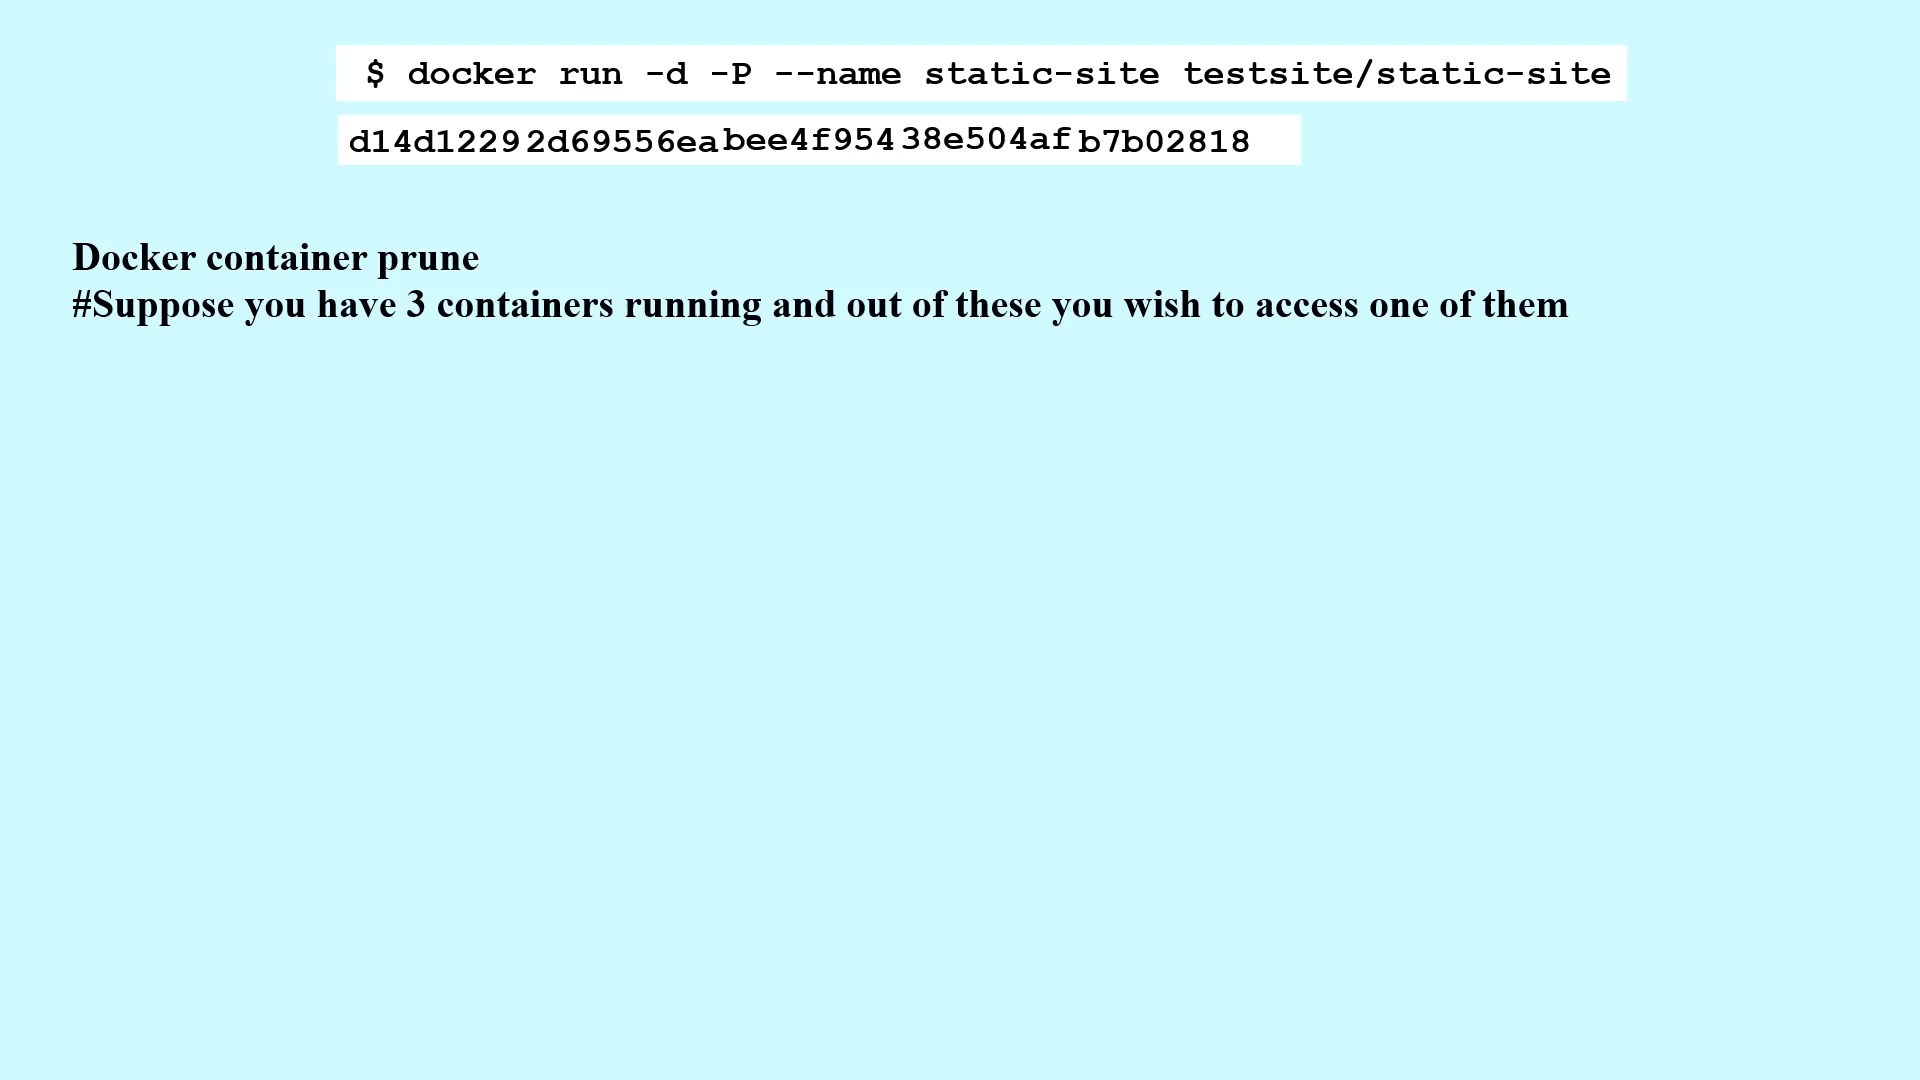 $ docker run -d -P --name static-site testsite/static-site
d14d12292d69556eabee4f95438e504afb7b02818
Docker container prune
#Suppose you have 3 containers running and out of these you wish to access one of them